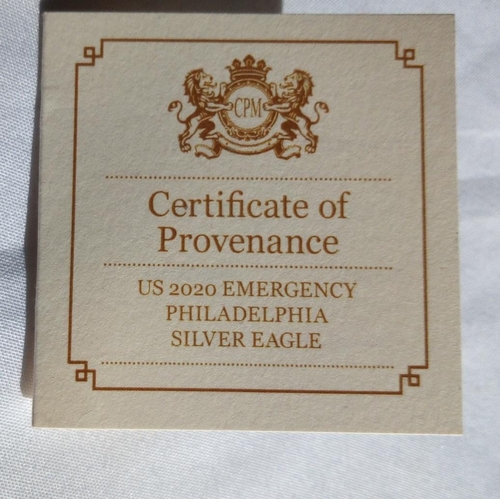 CPM
Certificate of
Provenance
US 2020 EMERGENCY
PHILADELPHIA
SILVER EAGLE